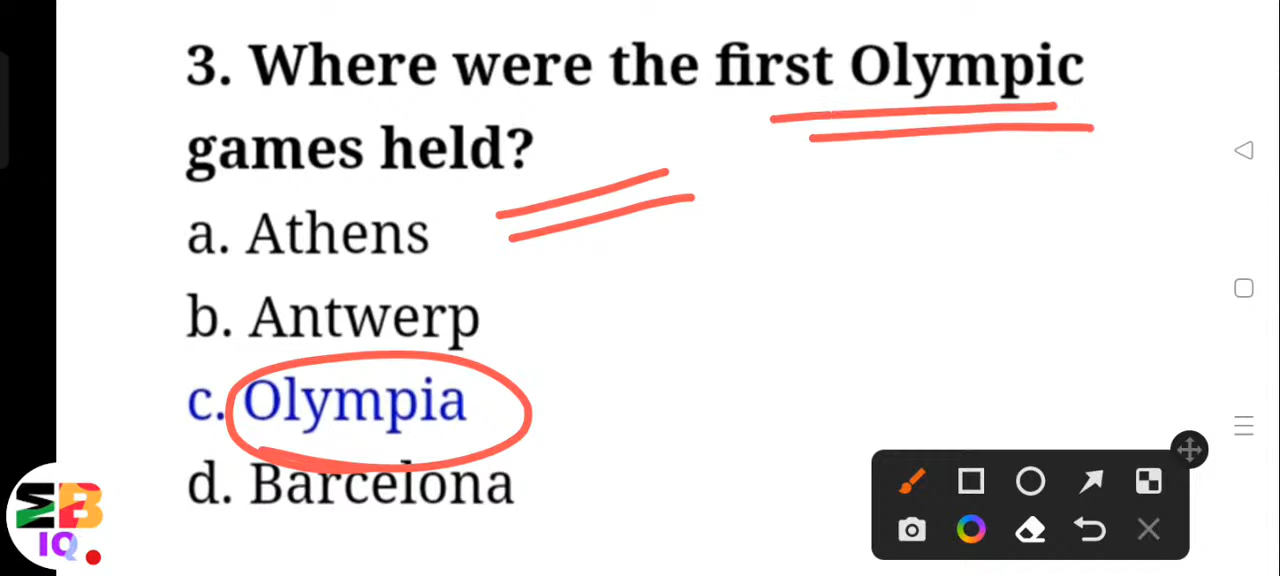 3. Where were the first Olympic
games held?
a. Athens
b. Antwerp
c. Olympia
d. Barcelona
IQ